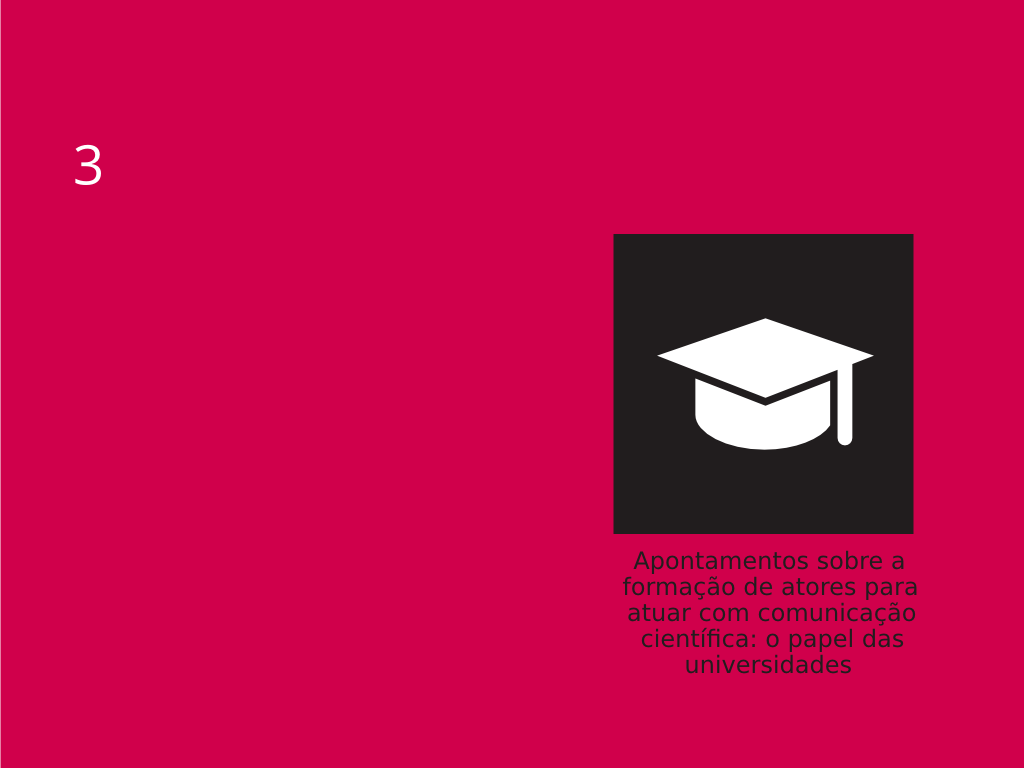 3
Apontamentos sobre a
formação de atores para
atuar com comunicação
científica: o papel das
universidades